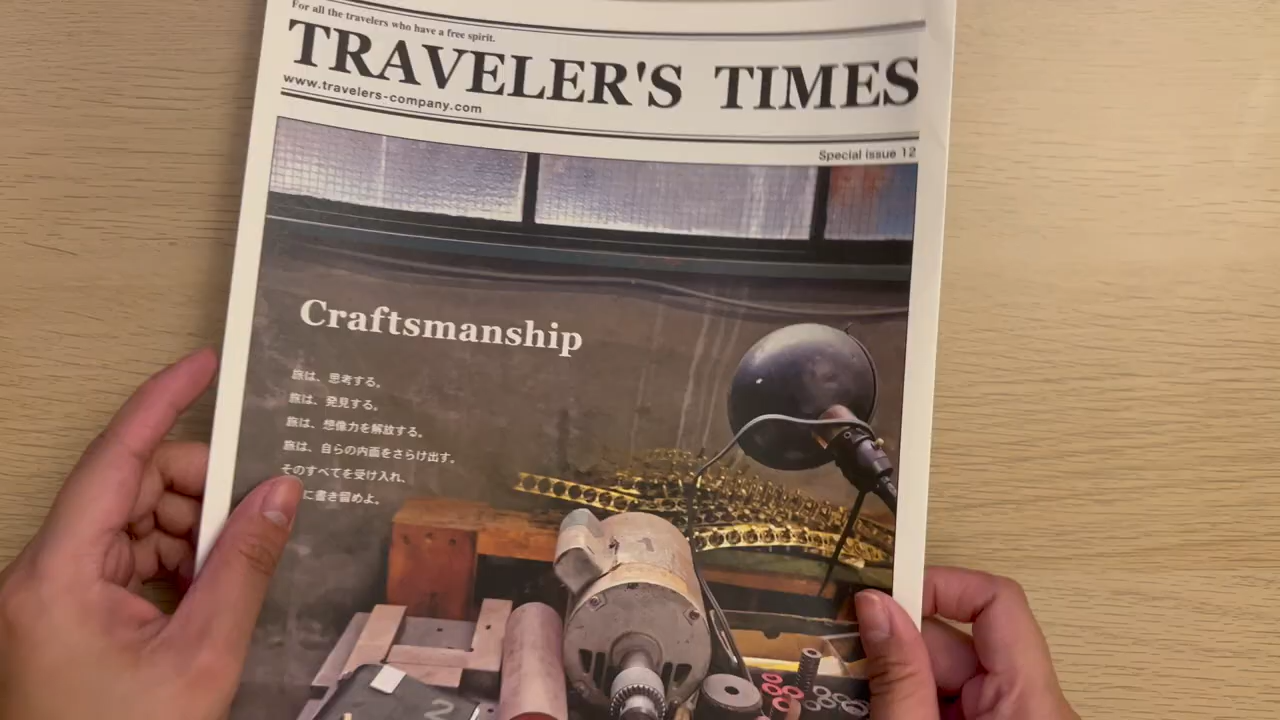 For all the travelers who have a free spirit.
TRAVELER'S TIMES
www.travelers-company.com
Special issue 12
Craftsmanship
旅は、思考する。
旅は、発見する。
旅は、想像力を解放する。
旅は、自らの内面をさらけ出す。
そのすべてを受け入れ、
に書き留めよ。
2